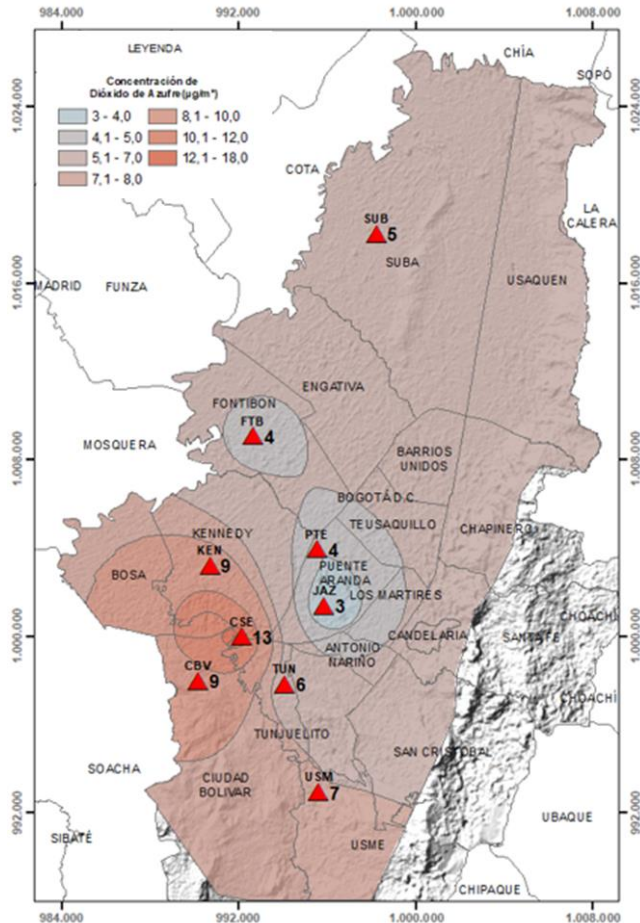 984.000 992.000 1.000.000 1.008.000
LEYENDA
CHÍA
SOPÓ
Concentración de
Dióxido de Azufre (µg/m³)
3 - 4,0 8,1 - 10,0
4,1 - 5,0 10,1 - 12,0
5,1 - 7,0 12,1 - 18,0
7,1 - 8,0
1.024.000
COTA
LA
CALERA
SUB
5
SUBA
1.016.000 1.016.000
MADRID FUNZA USAQUEN
ENGATIVA
FONTIBON
FTB
4
MOSQUERA
BARRIOS
UNIDOS
1.008.000 1.008.000
BOGOTÁ D.C.
TEUSAQUILLO
CHAPINERO
KENNEDY
KEN
9
PTE
4
BOSA
PUENTE
ARANDA
JAZ
3
LOS MARTIRES
CHOACHÍ
CSE
13
1.000.000 1.000.000
CANDELARIA
SANTA FE
ANTONIO
NARIÑO
CBV
9
TUN
6
CHOACHÍ
TUNJUELITO
SAN CRISTOBAL
SOACHA
CIUDAD
BOLIVAR
USM
7
992.000 992.000
UBAQUE
SIBATÉ
USME
CHIPAQUE
984.000 992.000 1.000.000 1.008.000